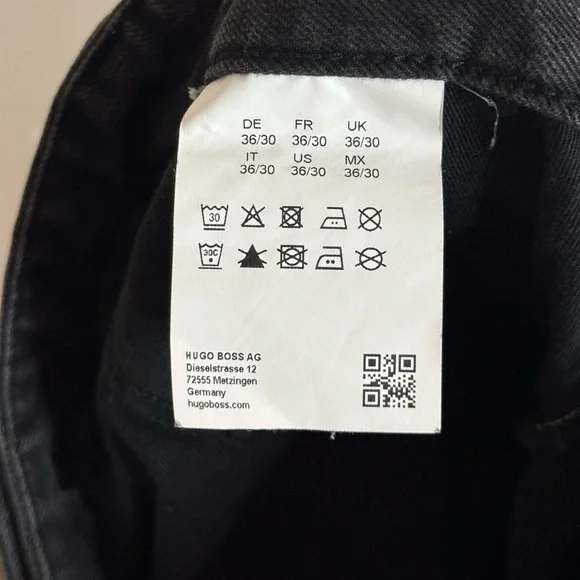 DE FR UK
36/30 36/30 36/30
IT US MX
36/30 36/30 36/30
30
30C
HUGO BOSS AG
Dieselstrasse 12
72555 Metzingen
Germany
hugoboss.com